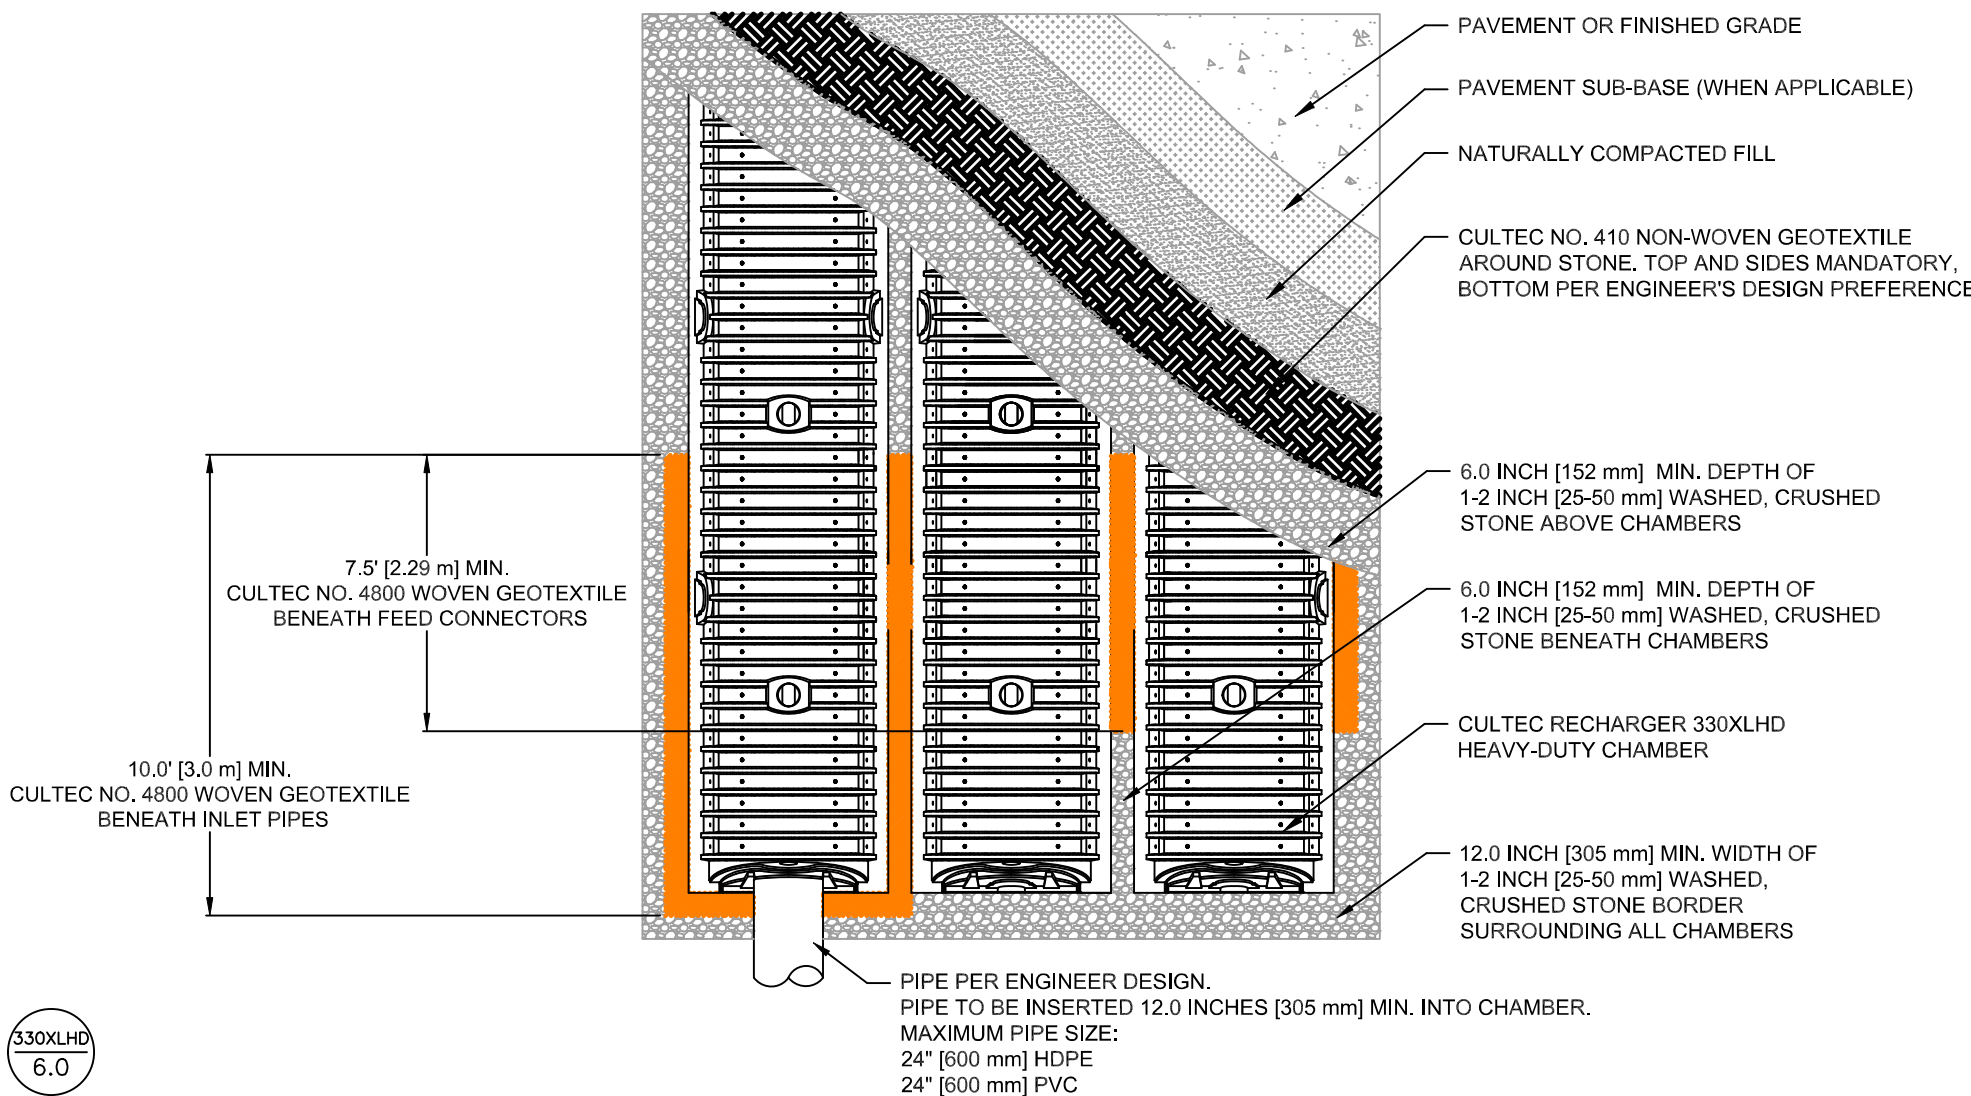 PAVEMENT OR FINISHED GRADE
PAVEMENT SUB-BASE (WHEN APPLICABLE)
NATURALLY COMPACTED FILL
CULTEC NO. 410 NON-WOVEN GEOTEXTILE
AROUND STONE. TOP AND SIDES MANDATORY,
BOTTOM PER ENGINEER'S DESIGN PREFERENCE
6.0 INCH [152 mm] MIN. DEPTH OF
1-2 INCH [25-50 mm] WASHED, CRUSHED
STONE ABOVE CHAMBERS
7.5' [2.29 m] MIN.
CULTEC NO. 4800 WOVEN GEOTEXTILE
BENEATH FEED CONNECTORS
6.0 INCH [152 mm] MIN. DEPTH OF
1-2 INCH [25-50 mm] WASHED, CRUSHED
STONE BENEATH CHAMBERS
CULTEC RECHARGER 330XLHD
HEAVY-DUTY CHAMBER
10.0' [3.0 m] MIN.
CULTEC NO. 4800 WOVEN GEOTEXTILE
BENEATH INLET PIPES
12.0 INCH [305 mm] MIN. WIDTH OF
1-2 INCH [25-50 mm] WASHED,
CRUSHED STONE BORDER
SURROUNDING ALL CHAMBERS
PIPE PER ENGINEER DESIGN.
PIPE TO BE INSERTED 12.0 INCHES [305 mm] MIN. INTO CHAMBER.
MAXIMUM PIPE SIZE:
24" [600 mm] HDPE
24" [600 mm] PVC
330XLHD
6.0